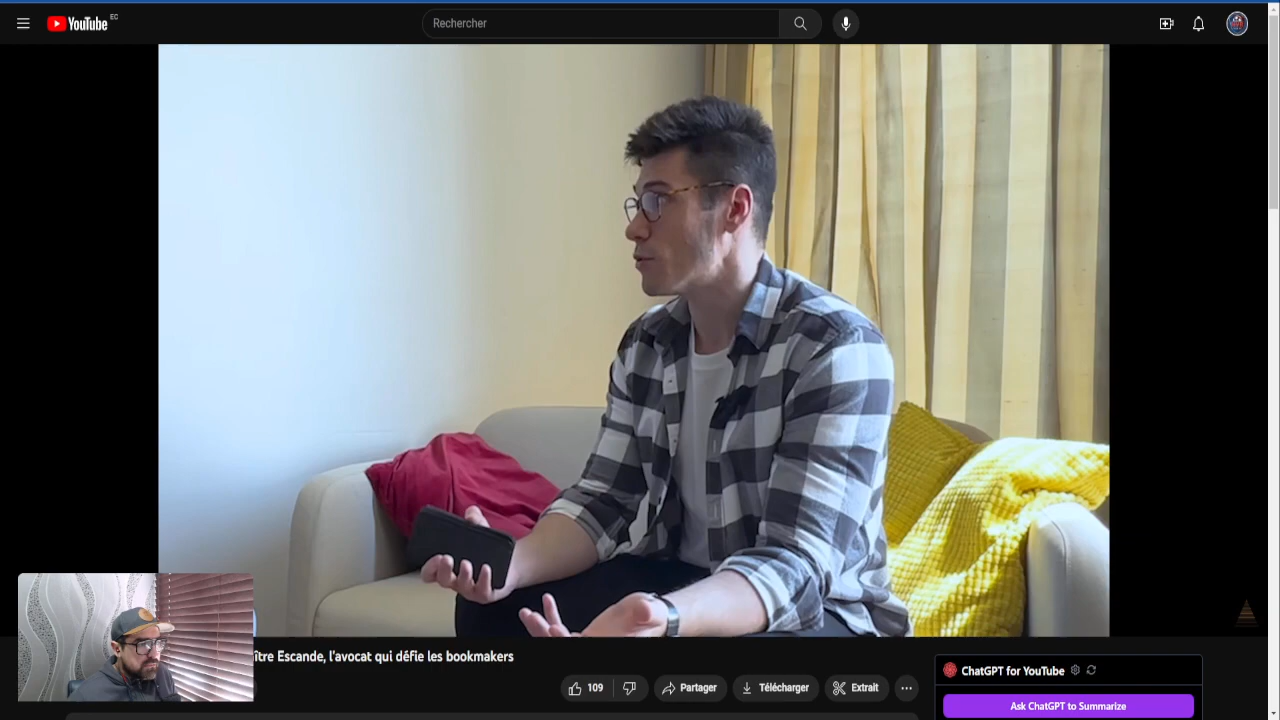 YouTube EC
Rechercher
ître Escande, l'avocat qui défie les bookmakers
109
Partager
Télécharger
Extrait
ChatGPT for YouTube
Ask ChatGPT to Summarize